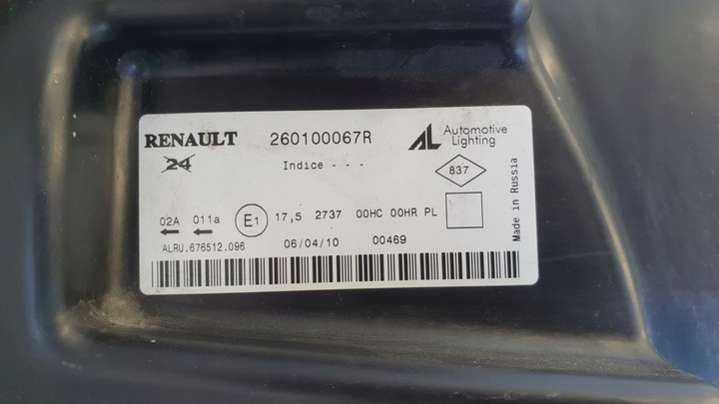 RENAULT 260100067R AL Automotive Lighting
24 Indice - - -
837
Made in Russia
02A 011a E1 17,5 2737 00HC 00HR PL
ALRU.676512.096 06/04/10 00469